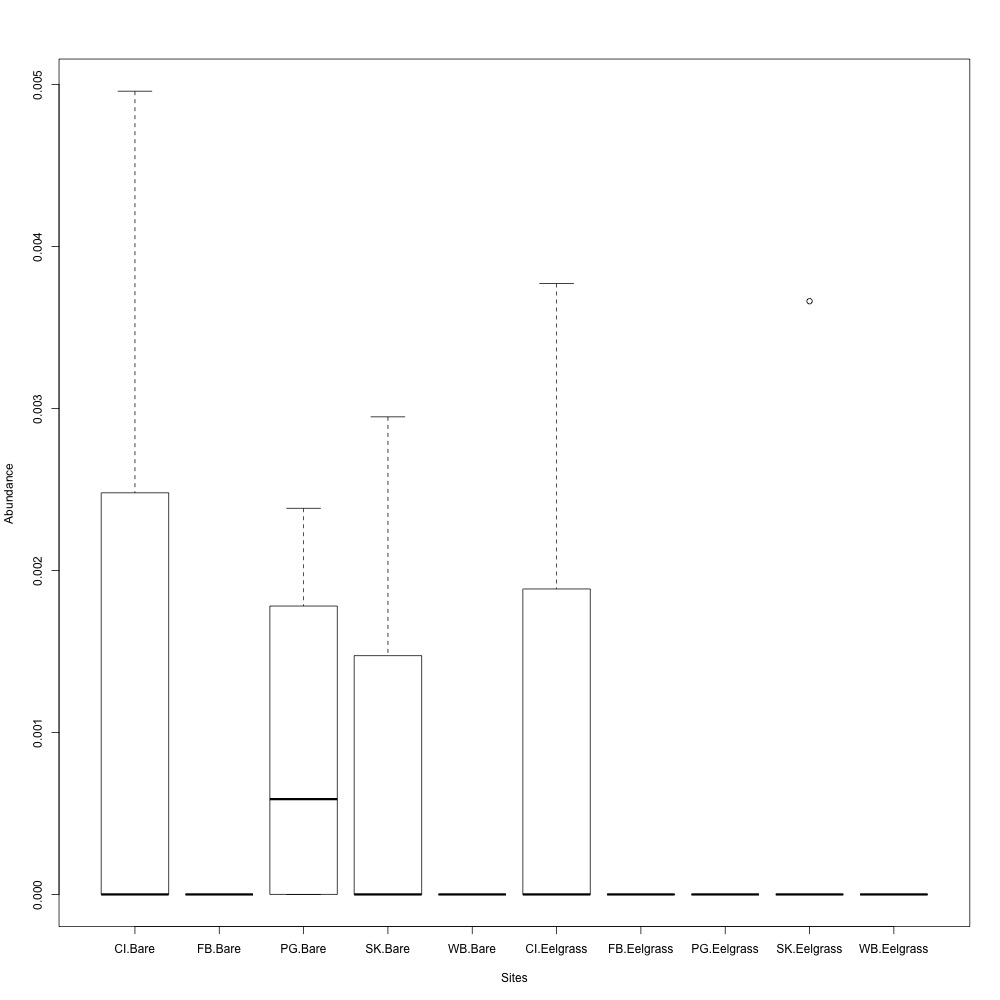 0.005
0.004
0.003
0.002
0.001
0.000
Abundance
CI.Bare FB.Bare PG.Bare SK.Bare WB.Bare CI.Eelgrass FB.Eelgrass PG.Eelgrass SK.Eelgrass WB.Eelgrass
Sites